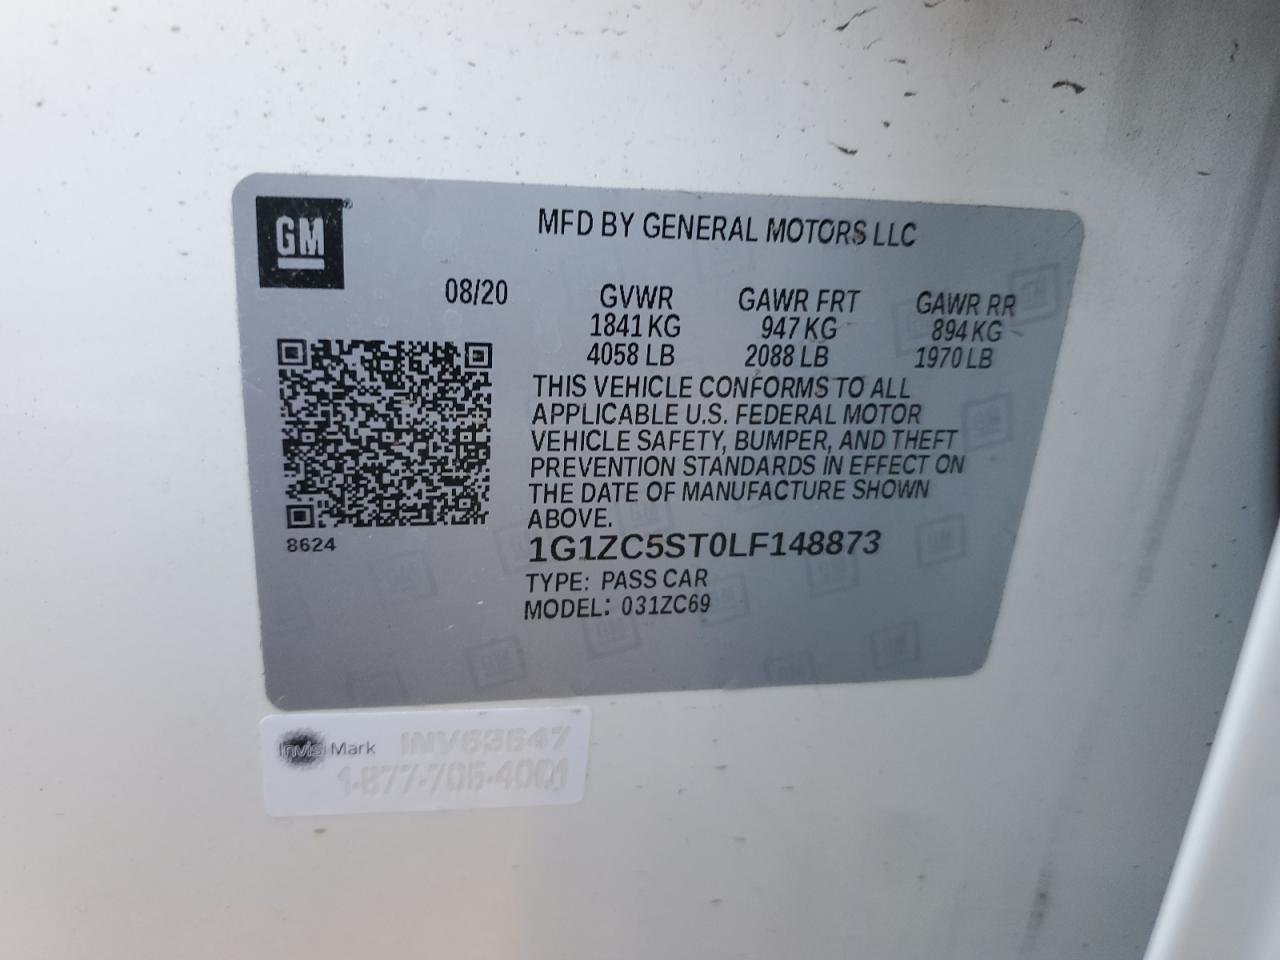 GM®
MFD BY GENERAL MOTORS LLC
08/20
GVWR GAWR FRT GAWR RR
1841 KG 947 KG 894 KG
4058 LB 2088 LB 1970 LB
THIS VEHICLE CONFORMS TO ALL
APPLICABLE U.S. FEDERAL MOTOR
VEHICLE SAFETY, BUMPER, AND THEFT
PREVENTION STANDARDS IN EFFECT ON
THE DATE OF MANUFACTURE SHOWN
ABOVE.
8624
1G1ZC5ST0LF148873
TYPE: PASS CAR
MODEL: 031ZC69
InvisiMark INV63647
1-877-705-4001